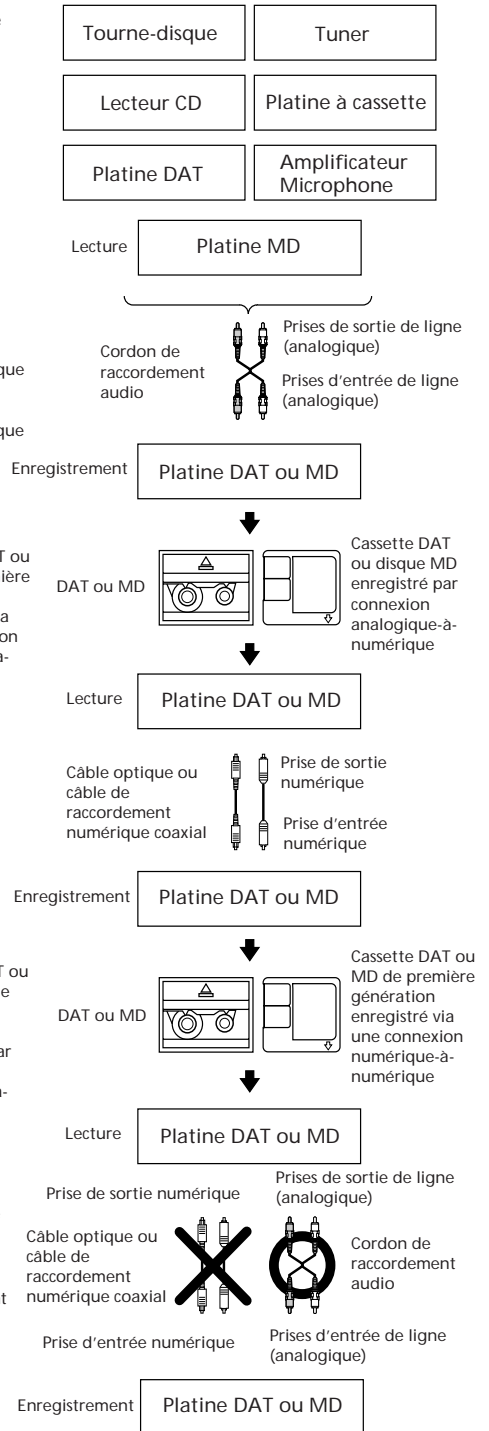 Tourne-disque
Tuner
Lecteur CD
Platine à cassette
Platine DAT
Amplificateur
Microphone
Lecture
Platine MD
Cordon de
raccordement
audio
Prises de sortie de ligne
(analogique)
Prises d'entrée de ligne
(analogique)
Enregistrement
Platine DAT ou MD
DAT ou MD
Cassette DAT
ou disque MD
enregistré par
connexion
analogique-à-
numérique
Lecture
Platine DAT ou MD
Câble optique ou
câble de
raccordement
numérique coaxial
Prise de sortie
numérique
Prise d'entrée
numérique
Enregistrement
Platine DAT ou MD
DAT ou MD
Cassette DAT ou
MD de première
génération
enregistré via
une connexion
numérique-à-
numérique
Lecture
Platine DAT ou MD
Prise de sortie numérique
Prises de sortie de ligne
(analogique)
Câble optique ou
câble de
raccordement
numérique coaxial
Cordon de
raccordement
audio
Prise d'entrée numérique
Prises d'entrée de ligne
(analogique)
Enregistrement
Platine DAT ou MD